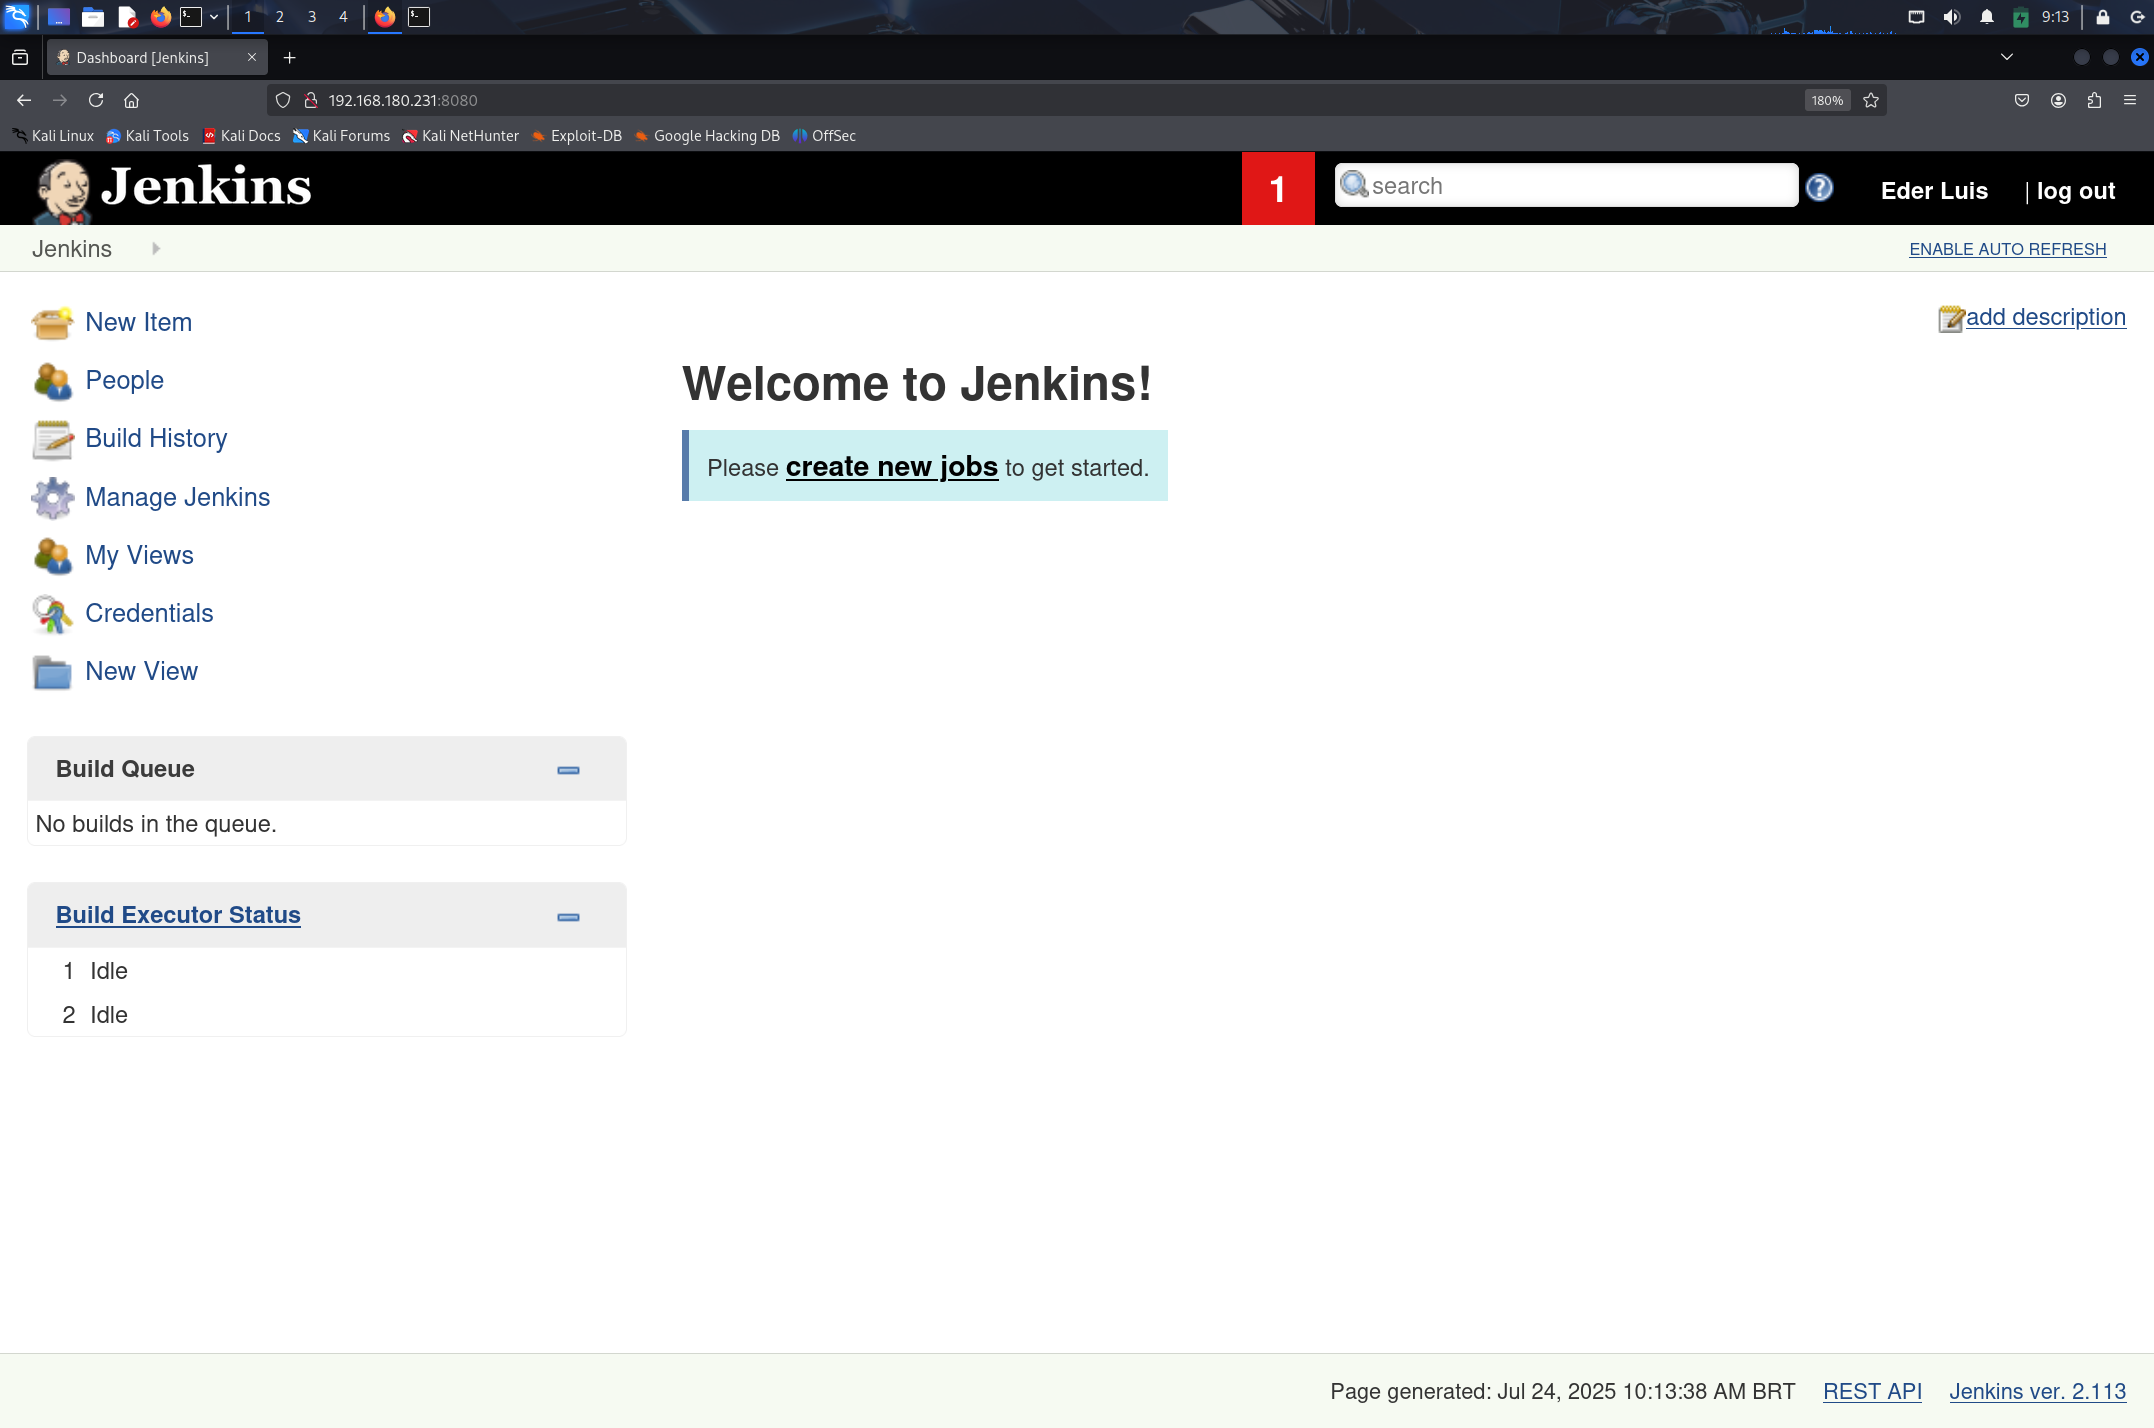 1 2 3 4 9:13
Dashboard [Jenkins]
192.168.180.231:8080 180%
Kali Linux Kali Tools Kali Docs Kali Forums Kali NetHunter Exploit-DB Google Hacking DB OffSec
Jenkins 1 search Eder Luis | log out
Jenkins ENABLE AUTO REFRESH
New Item
add description
People
Welcome to Jenkins!
Build History
Please create new jobs to get started.
Manage Jenkins
My Views
Credentials
New View
Build Queue
No builds in the queue.
Build Executor Status
1 Idle
2 Idle
Page generated: Jul 24, 2025 10:13:38 AM BRT REST API Jenkins ver. 2.113